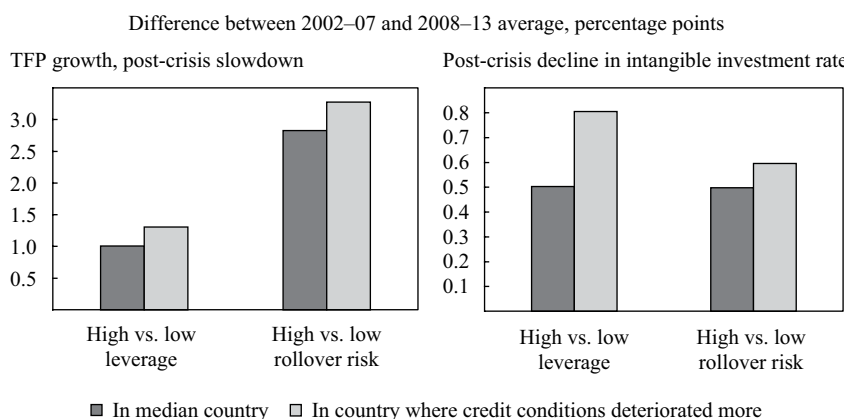 Difference between 2002–07 and 2008–13 average, percentage points
TFP growth, post-crisis slowdown
3.0
2.5
2.0
1.5
1.0
0.5
High vs. low
leverage
High vs. low
rollover risk
Post-crisis decline in intangible investment rate
0.8
0.7
0.6
0.5
0.4
0.3
0.2
0.1
High vs. low
leverage
High vs. low
rollover risk
In median country
In country where credit conditions deteriorated more